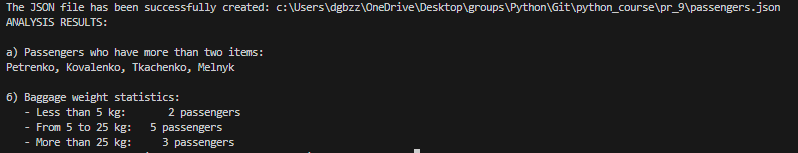 The JSON file has been successfully created: c:\Users\dgbzz\OneDrive\Desktop\groups\Python\Git\python_course\pr_9\passengers.json
ANALYSIS RESULTS:
a) Passengers who have more than two items:
Petrenko, Kovalenko, Tkachenko, Melnyk
б) Baggage weight statistics:
- Less than 5 kg: 2 passengers
- From 5 to 25 kg: 5 passengers
- More than 25 kg: 3 passengers